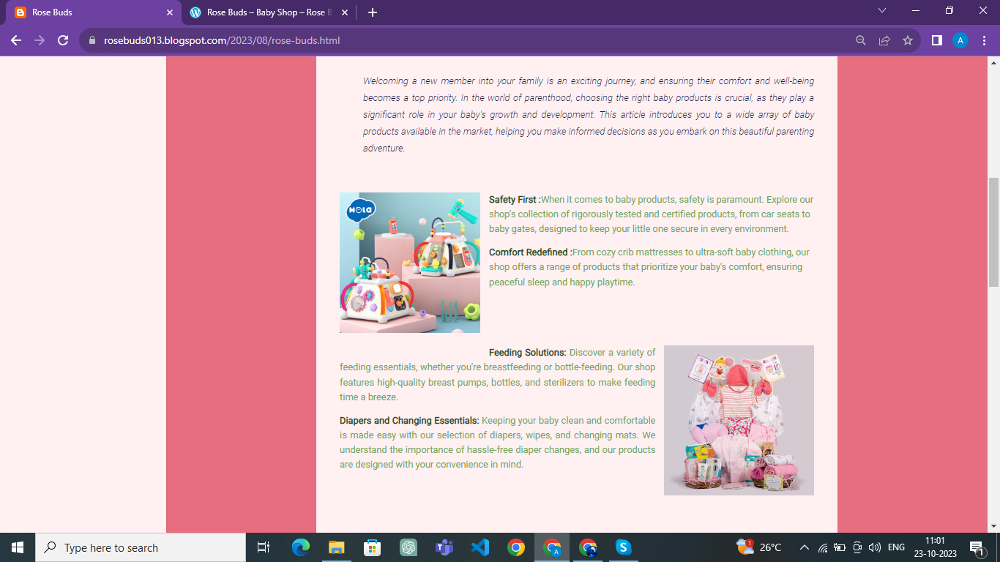 Rose Buds
Rose Buds – Baby Shop – Rose B
rosebuds013.blogspot.com/2023/08/rose-buds.html
A
Welcoming a new member into your family is an exciting journey, and ensuring their comfort and well-being
becomes a top priority. In the world of parenthood, choosing the right baby products is crucial, as they play a
significant role in your baby's growth and development. This article introduces you to a wide array of baby
products available in the market, helping you make informed decisions as you embark on this beautiful parenting
adventure.
HOLa
Safety First :When it comes to baby products, safety is paramount. Explore our
shop's collection of rigorously tested and certified products, from car seats to
baby gates, designed to keep your little one secure in every environment.
Comfort Redefined :From cozy crib mattresses to ultra-soft baby clothing, our
shop offers a range of products that prioritize your baby's comfort, ensuring
peaceful sleep and happy playtime.
Feeding Solutions: Discover a variety of
feeding essentials, whether you're breastfeeding or bottle-feeding. Our shop
features high-quality breast pumps, bottles, and sterilizers to make feeding
time a breeze.
Diapers and Changing Essentials: Keeping your baby clean and comfortable
is made easy with our selection of diapers, wipes, and changing mats. We
understand the importance of hassle-free diaper changes, and our products
are designed with your convenience in mind.
Type here to search
A
1
26°C
ENG
11:01
23-10-2023
1